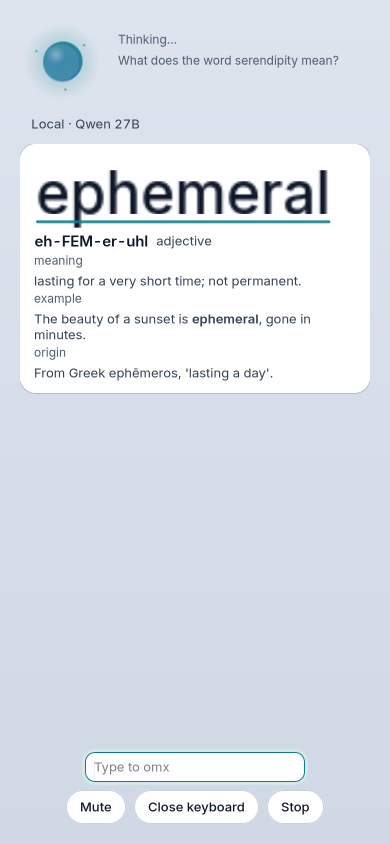 Thinking...
What does the word serendipity mean?
Local · Qwen 27B
ephemeral
eh-FEM-er-uhl adjective
meaning
lasting for a very short time; not permanent.
example
The beauty of a sunset is ephemeral, gone in
minutes.
origin
From Greek ephēmeros, 'lasting a day'.
Type to omx
Mute Close keyboard Stop